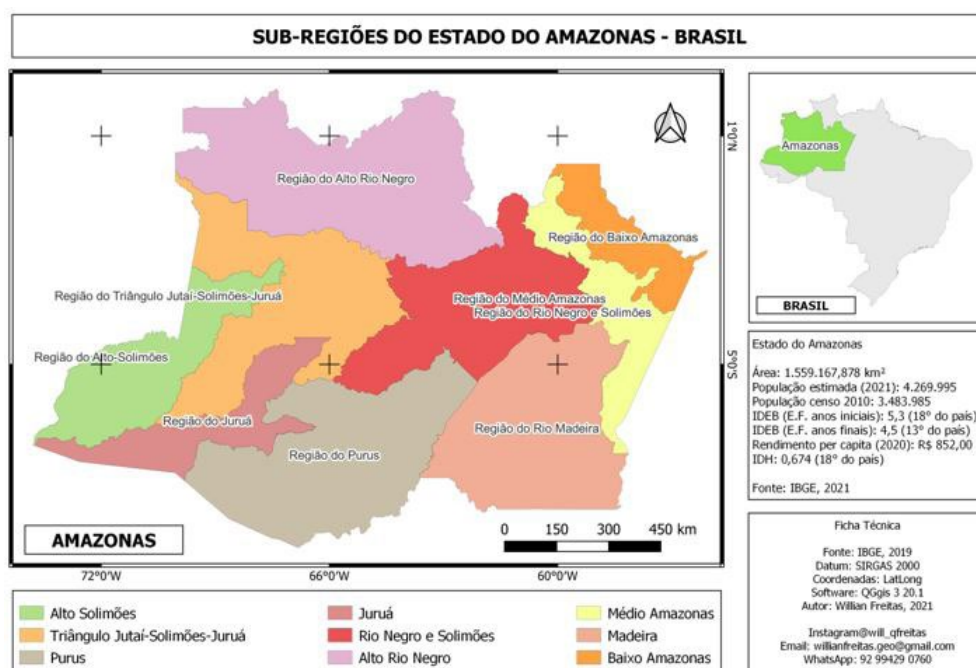 SUB-REGIÕES DO ESTADO DO AMAZONAS - BRASIL
Região do Alto Rio Negro
Região do Baixo Amazonas
Região do Triângulo Jutaí-Solimões-Juruá
Região do Médio Amazonas
Região do Rio Negro e Solimões
Região do Alto-Solimões
Região do Juruá
Região do Rio Madeira
Região do Purus
1°0'N
5°0'S
72°0'W
66°0'W
60°0'W
0 150 300 450 km
AMAZONAS
Amazonas
BRASIL
Estado do Amazonas
Área: 1.559.167,878 km²
População estimada (2021): 4.269.995
População censo 2010: 3.483.985
IDEB (E.F. anos iniciais): 5,3 (18° do país)
IDEB (E.F. anos finais): 4,5 (13° do país)
Rendimento per capita (2020): R$ 852,00
IDH: 0,674 (18° do país)
Fonte: IBGE, 2021
Ficha Técnica
Fonte: IBGE, 2019
Datum: SIRGAS 2000
Coordenadas: LatLong
Software: QGgis 3 20.1
Autor: Willian Freitas, 2021
Instagram@will_qfreitas
Email: willianfreitas.geo@gmail.com
WhatsApp: 92 99429 0760
Alto Solimões
Triângulo Jutaí-Solimões-Juruá
Purus
Juruá
Rio Negro e Solimões
Alto Rio Negro
Médio Amazonas
Madeira
Baixo Amazonas